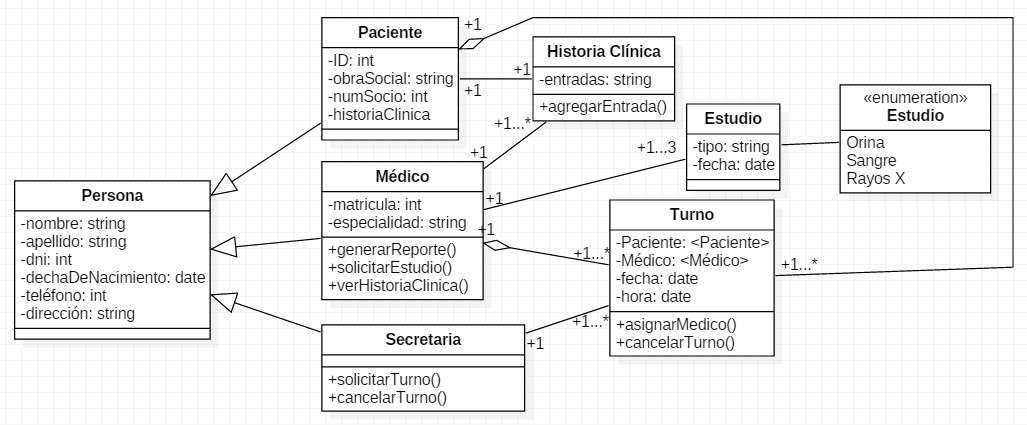 Paciente
-ID: int
-obraSocial: string
-numSocio: int
-historiaClinica
+1
+1
+1
Historia Clínica
-entradas: string
+agregarEntrada()
+1...*
+1
Estudio
-tipo: string
-fecha: date
+1...3
+1
«enumeration»
Estudio
Orina
Sangre
Rayos X
Persona
-nombre: string
-apellido: string
-dni: int
-dechaDeNacimiento: date
-teléfono: int
-dirección: string
Médico
-matricula: int
-especialidad: string
+generarReporte()
+solicitarEstudio()
+verHistoriaClinica()
+1
+1...*
Turno
-Paciente: <Paciente>
-Médico: <Médico>
-fecha: date
-hora: date
+asignarMedico()
+cancelarTurno()
+1...*
+1...*
+1
Secretaria
+solicitarTurno()
+cancelarTurno()